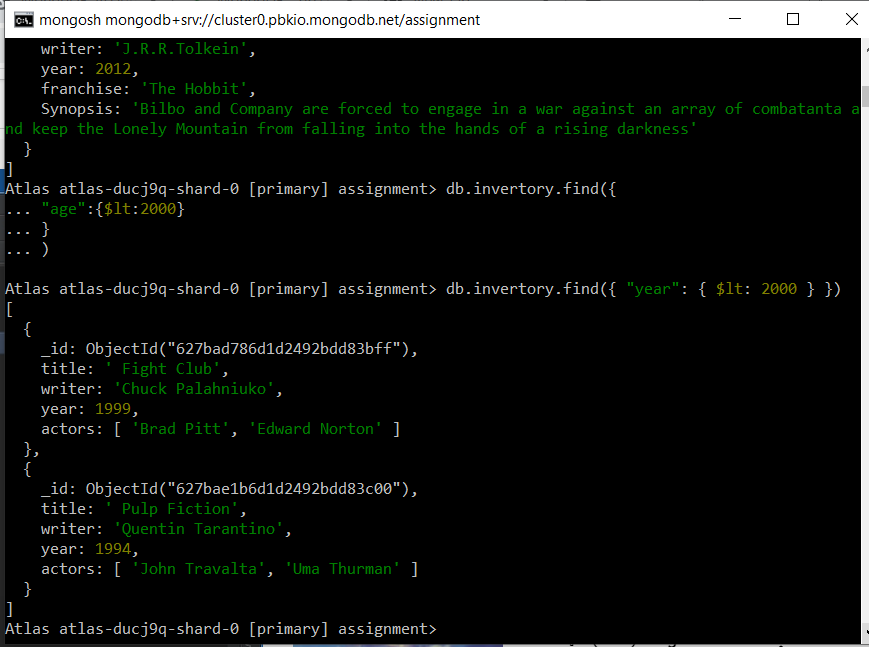 mongosh mongodb+srv://cluster0.pbkio.mongodb.net/assignment
    writer: 'J.R.R.Tolkein',
    year: 2012,
    franchise: 'The Hobbit',
    Synopsis: 'Bilbo and Company are forced to engage in a war against an array of combatanta a
nd keep the Lonely Mountain from falling into the hands of a rising darkness'
  }
]
Atlas atlas-ducj9q-shard-0 [primary] assignment> db.invertory.find({
... "age":{$lt:2000}
... }
... )

Atlas atlas-ducj9q-shard-0 [primary] assignment> db.invertory.find({ "year": { $lt: 2000 } })
[
  {
    _id: ObjectId("627bad786d1d2492bdd83bff"),
    title: ' Fight Club',
    writer: 'Chuck Palahniuko',
    year: 1999,
    actors: [ 'Brad Pitt', 'Edward Norton' ]
  },
  {
    _id: ObjectId("627bae1b6d1d2492bdd83c00"),
    title: ' Pulp Fiction',
    writer: 'Quentin Tarantino',
    year: 1994,
    actors: [ 'John Travalta', 'Uma Thurman' ]
  }
]
Atlas atlas-ducj9q-shard-0 [primary] assignment>